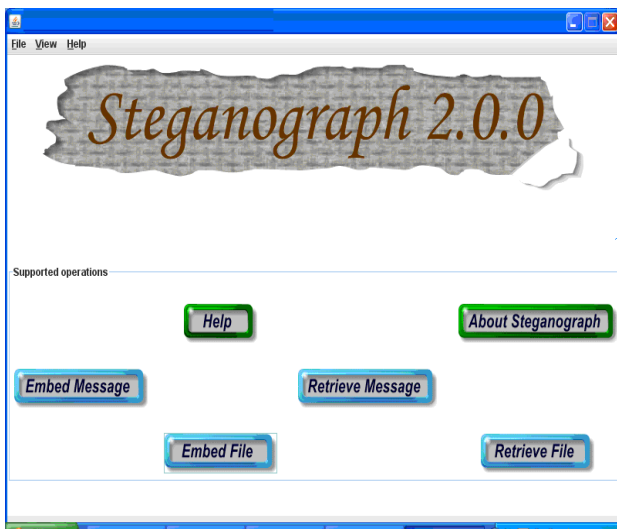 File View Help
Steganograph 2.0.0
Supported operations
Help
About Steganograph
Embed Message
Retrieve Message
Embed File
Retrieve File